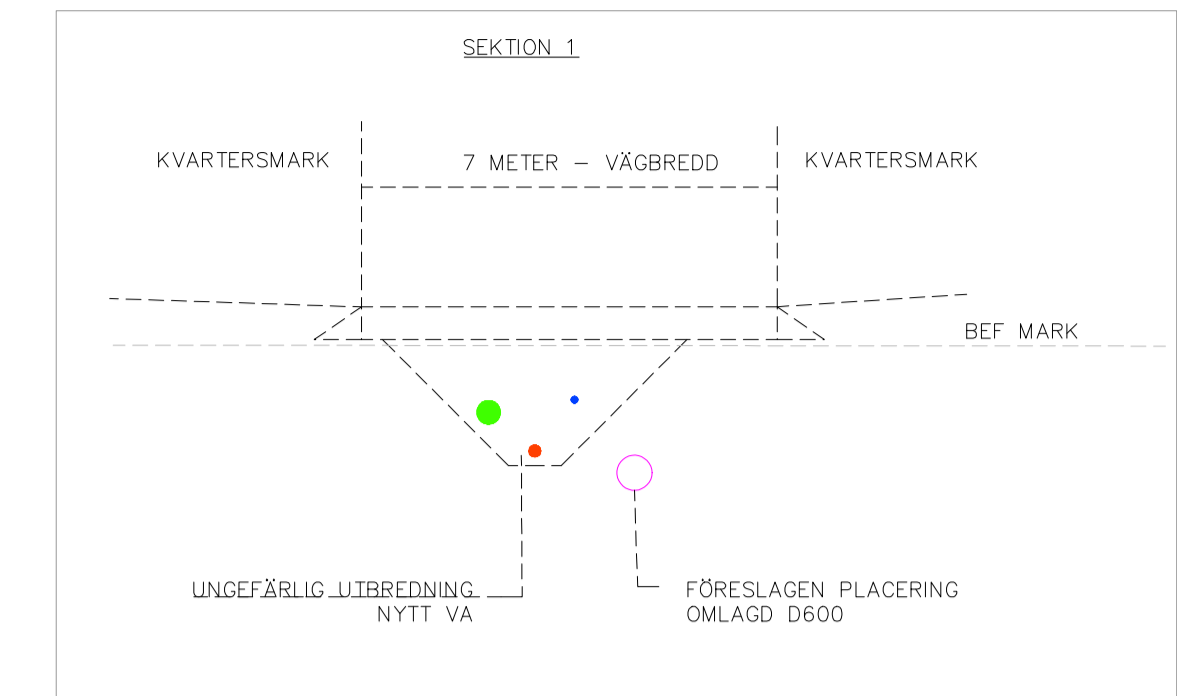 SEKTION 1
KVARTERSMARK
7 METER – VÄGBREDD
KVARTERSMARK
BEF MARK
UNGEFÄRLIG UTBREDNING
NYTT VA
FÖRESLAGEN PLACERING
OMLAGD D600